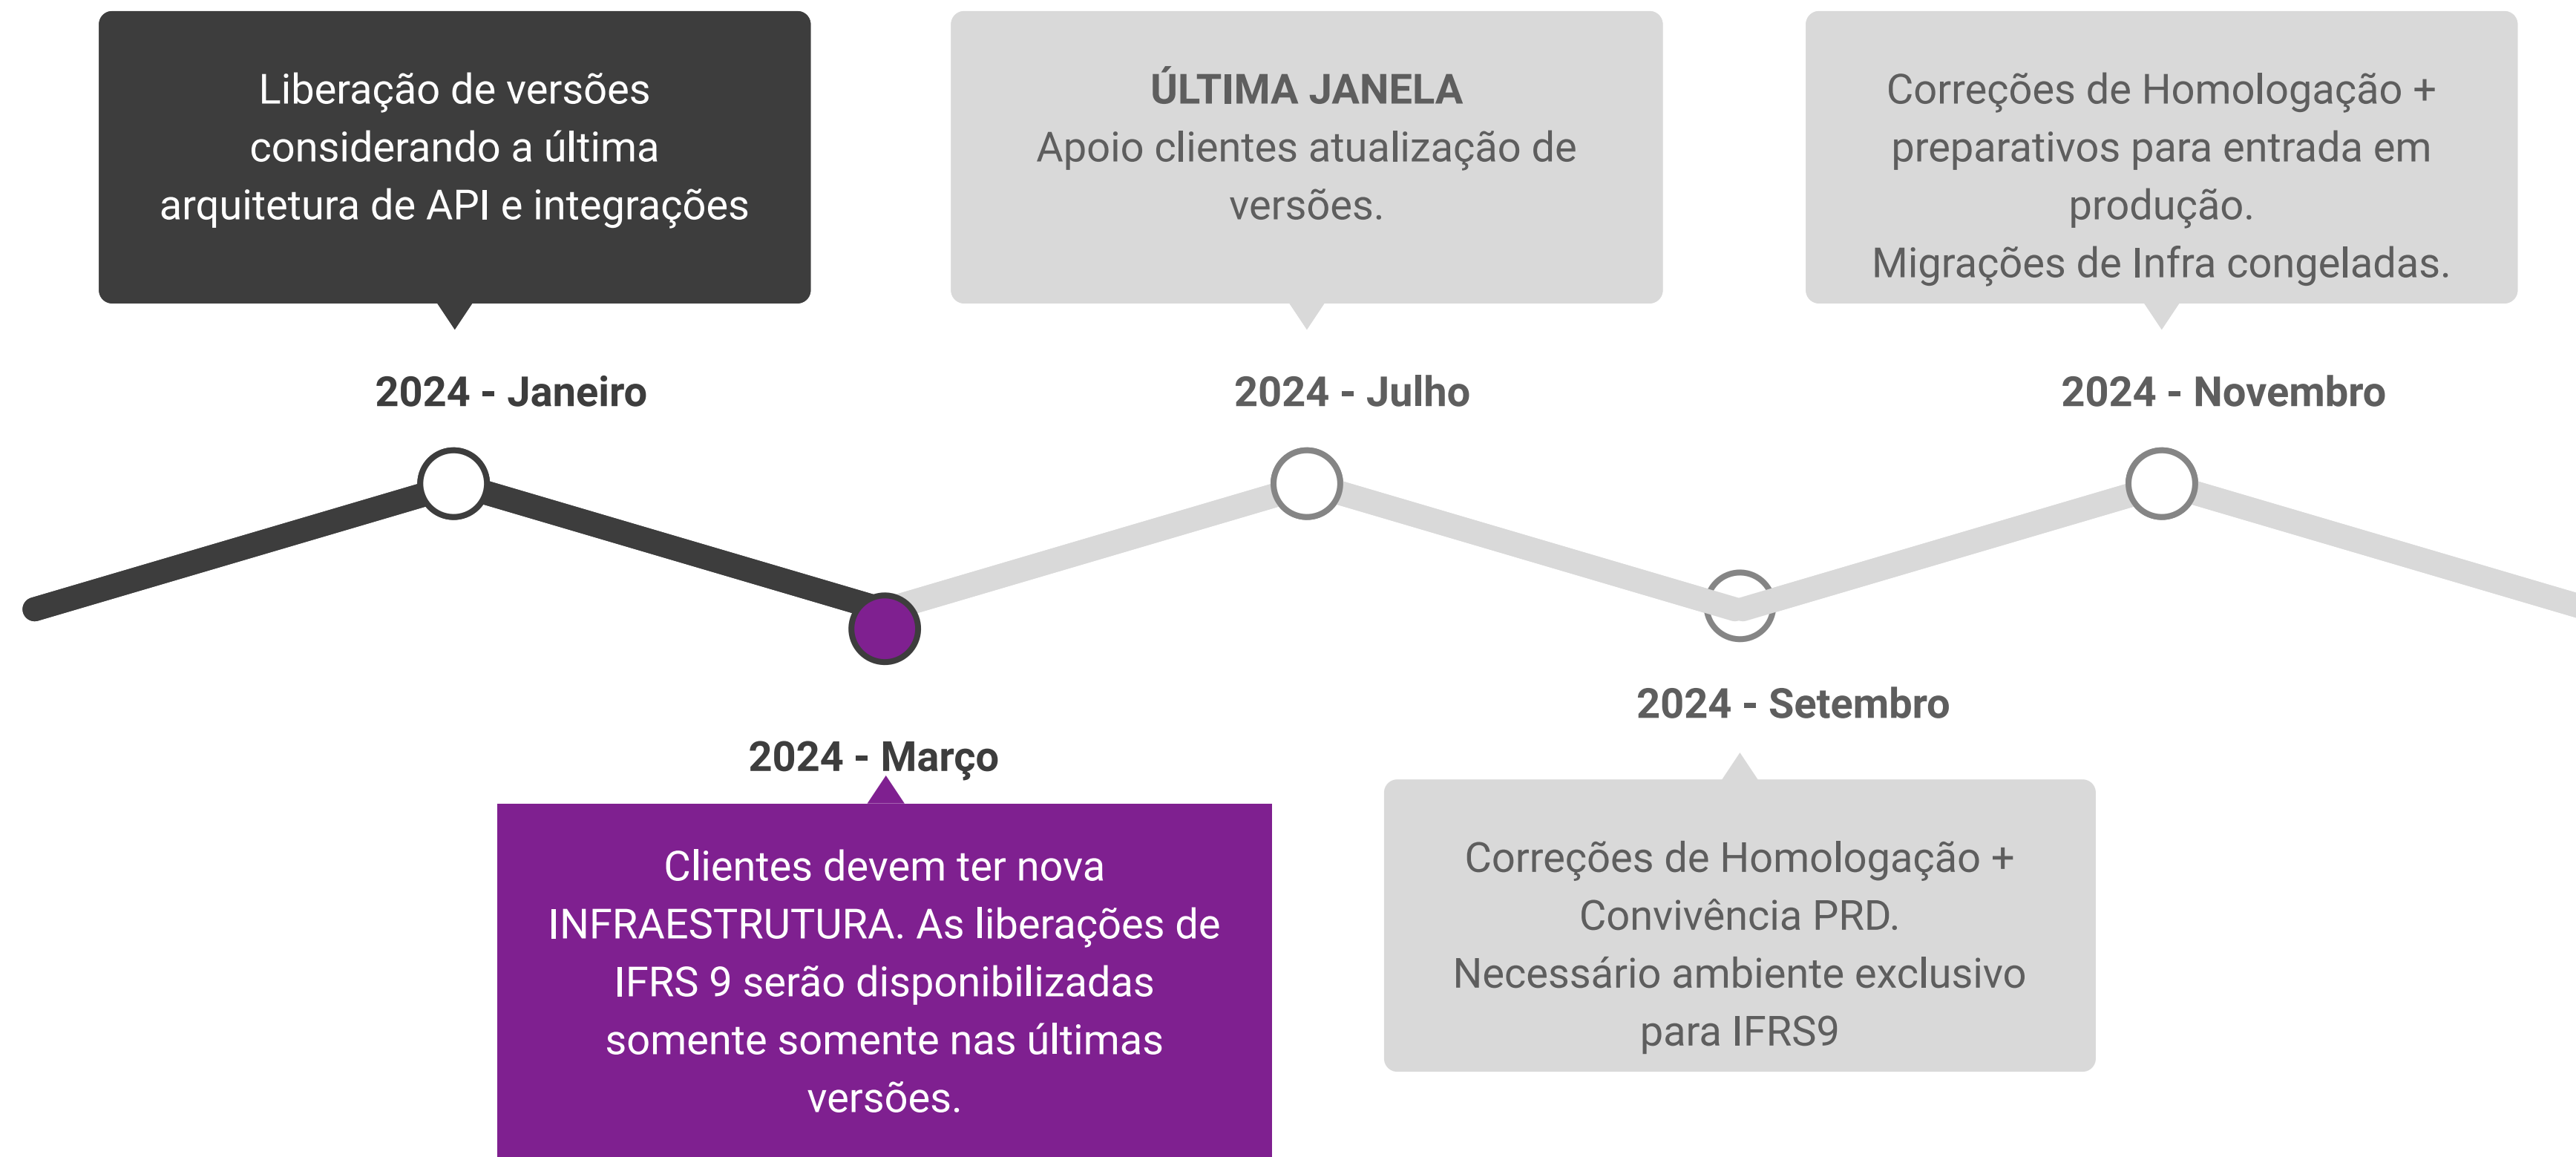 Liberação de versões
considerando a última
arquitetura de API e integrações
2024 - Janeiro
2024 - Março
Clientes devem ter nova
INFRAESTRUTURA. As liberações de
IFRS 9 serão disponibilizadas
somente somente nas últimas
versões.
ÚLTIMA JANELA
Apoio clientes atualização de
versões.
2024 - Julho
2024 - Setembro
Correções de Homologação +
Convivência PRD.
Necessário ambiente exclusivo
para IFRS9
Correções de Homologação +
preparativos para entrada em
produção.
Migrações de Infra congeladas.
2024 - Novembro